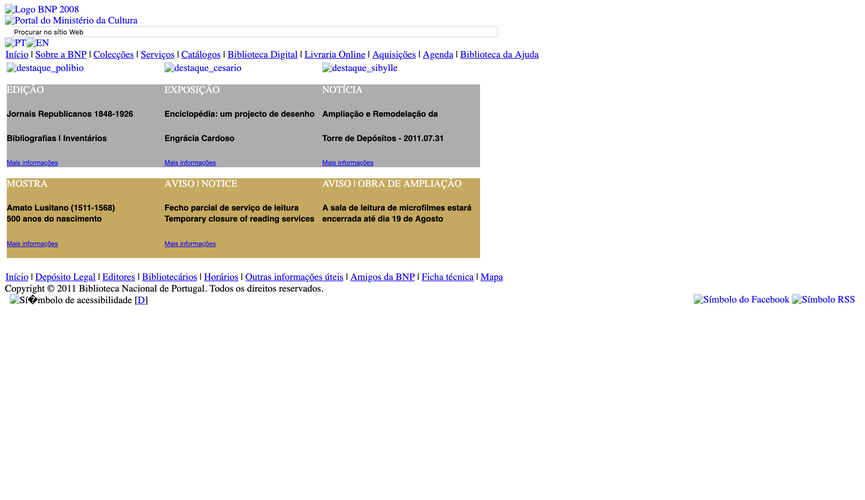 Logo BNP 2008
Portal do Ministério da Cultura
Procurar no sítio Web
PT EN
Início | Sobre a BNP | Colecções | Serviços | Catálogos | Biblioteca Digital | Livraria Online | Aquisições | Agenda | Biblioteca da Ajuda
destaque_polibio destaque_cesario destaque_sibylle
EDIÇÃO EXPOSIÇÃO NOTÍCIA
Jornais Republicanos 1848-1926 Enciclopédia: um projecto de desenho Ampliação e Remodelação da
Bibliografias | Inventários Engrácia Cardoso Torre de Depósitos - 2011.07.31
Mais informações Mais informações Mais informações
MOSTRA AVISO | NOTICE AVISO | OBRA DE AMPLIAÇÃO
Amato Lusitano (1511-1568) Fecho parcial de serviço de leitura A sala de leitura de microfilmes estará
500 anos do nascimento Temporary closure of reading services encerrada até dia 19 de Agosto
Mais informações Mais informações
Início | Depósito Legal | Editores | Bibliotecários | Horários | Outras informações úteis | Amigos da BNP | Ficha técnica | Mapa
Copyright © 2011 Biblioteca Nacional de Portugal. Todos os direitos reservados.
Sí�mbolo de acessibilidade [D] Símbolo do Facebook Símbolo RSS